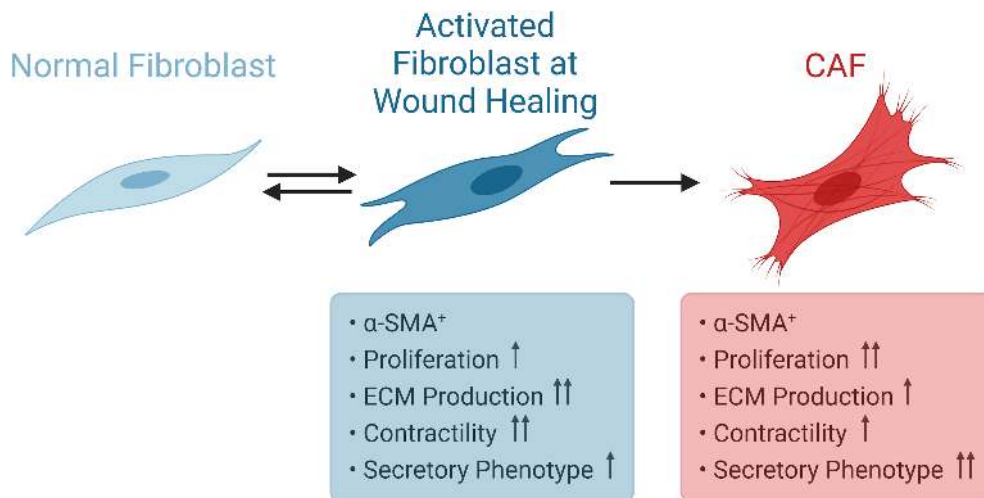 Normal Fibroblast
Activated
Fibroblast at
Wound Healing
CAF
• α-SMA⁺
• Proliferation ↑
• ECM Production ↑↑
• Contractility ↑↑
• Secretory Phenotype ↑
• α-SMA⁺
• Proliferation ↑↑
• ECM Production ↑
• Contractility ↑
• Secretory Phenotype ↑↑